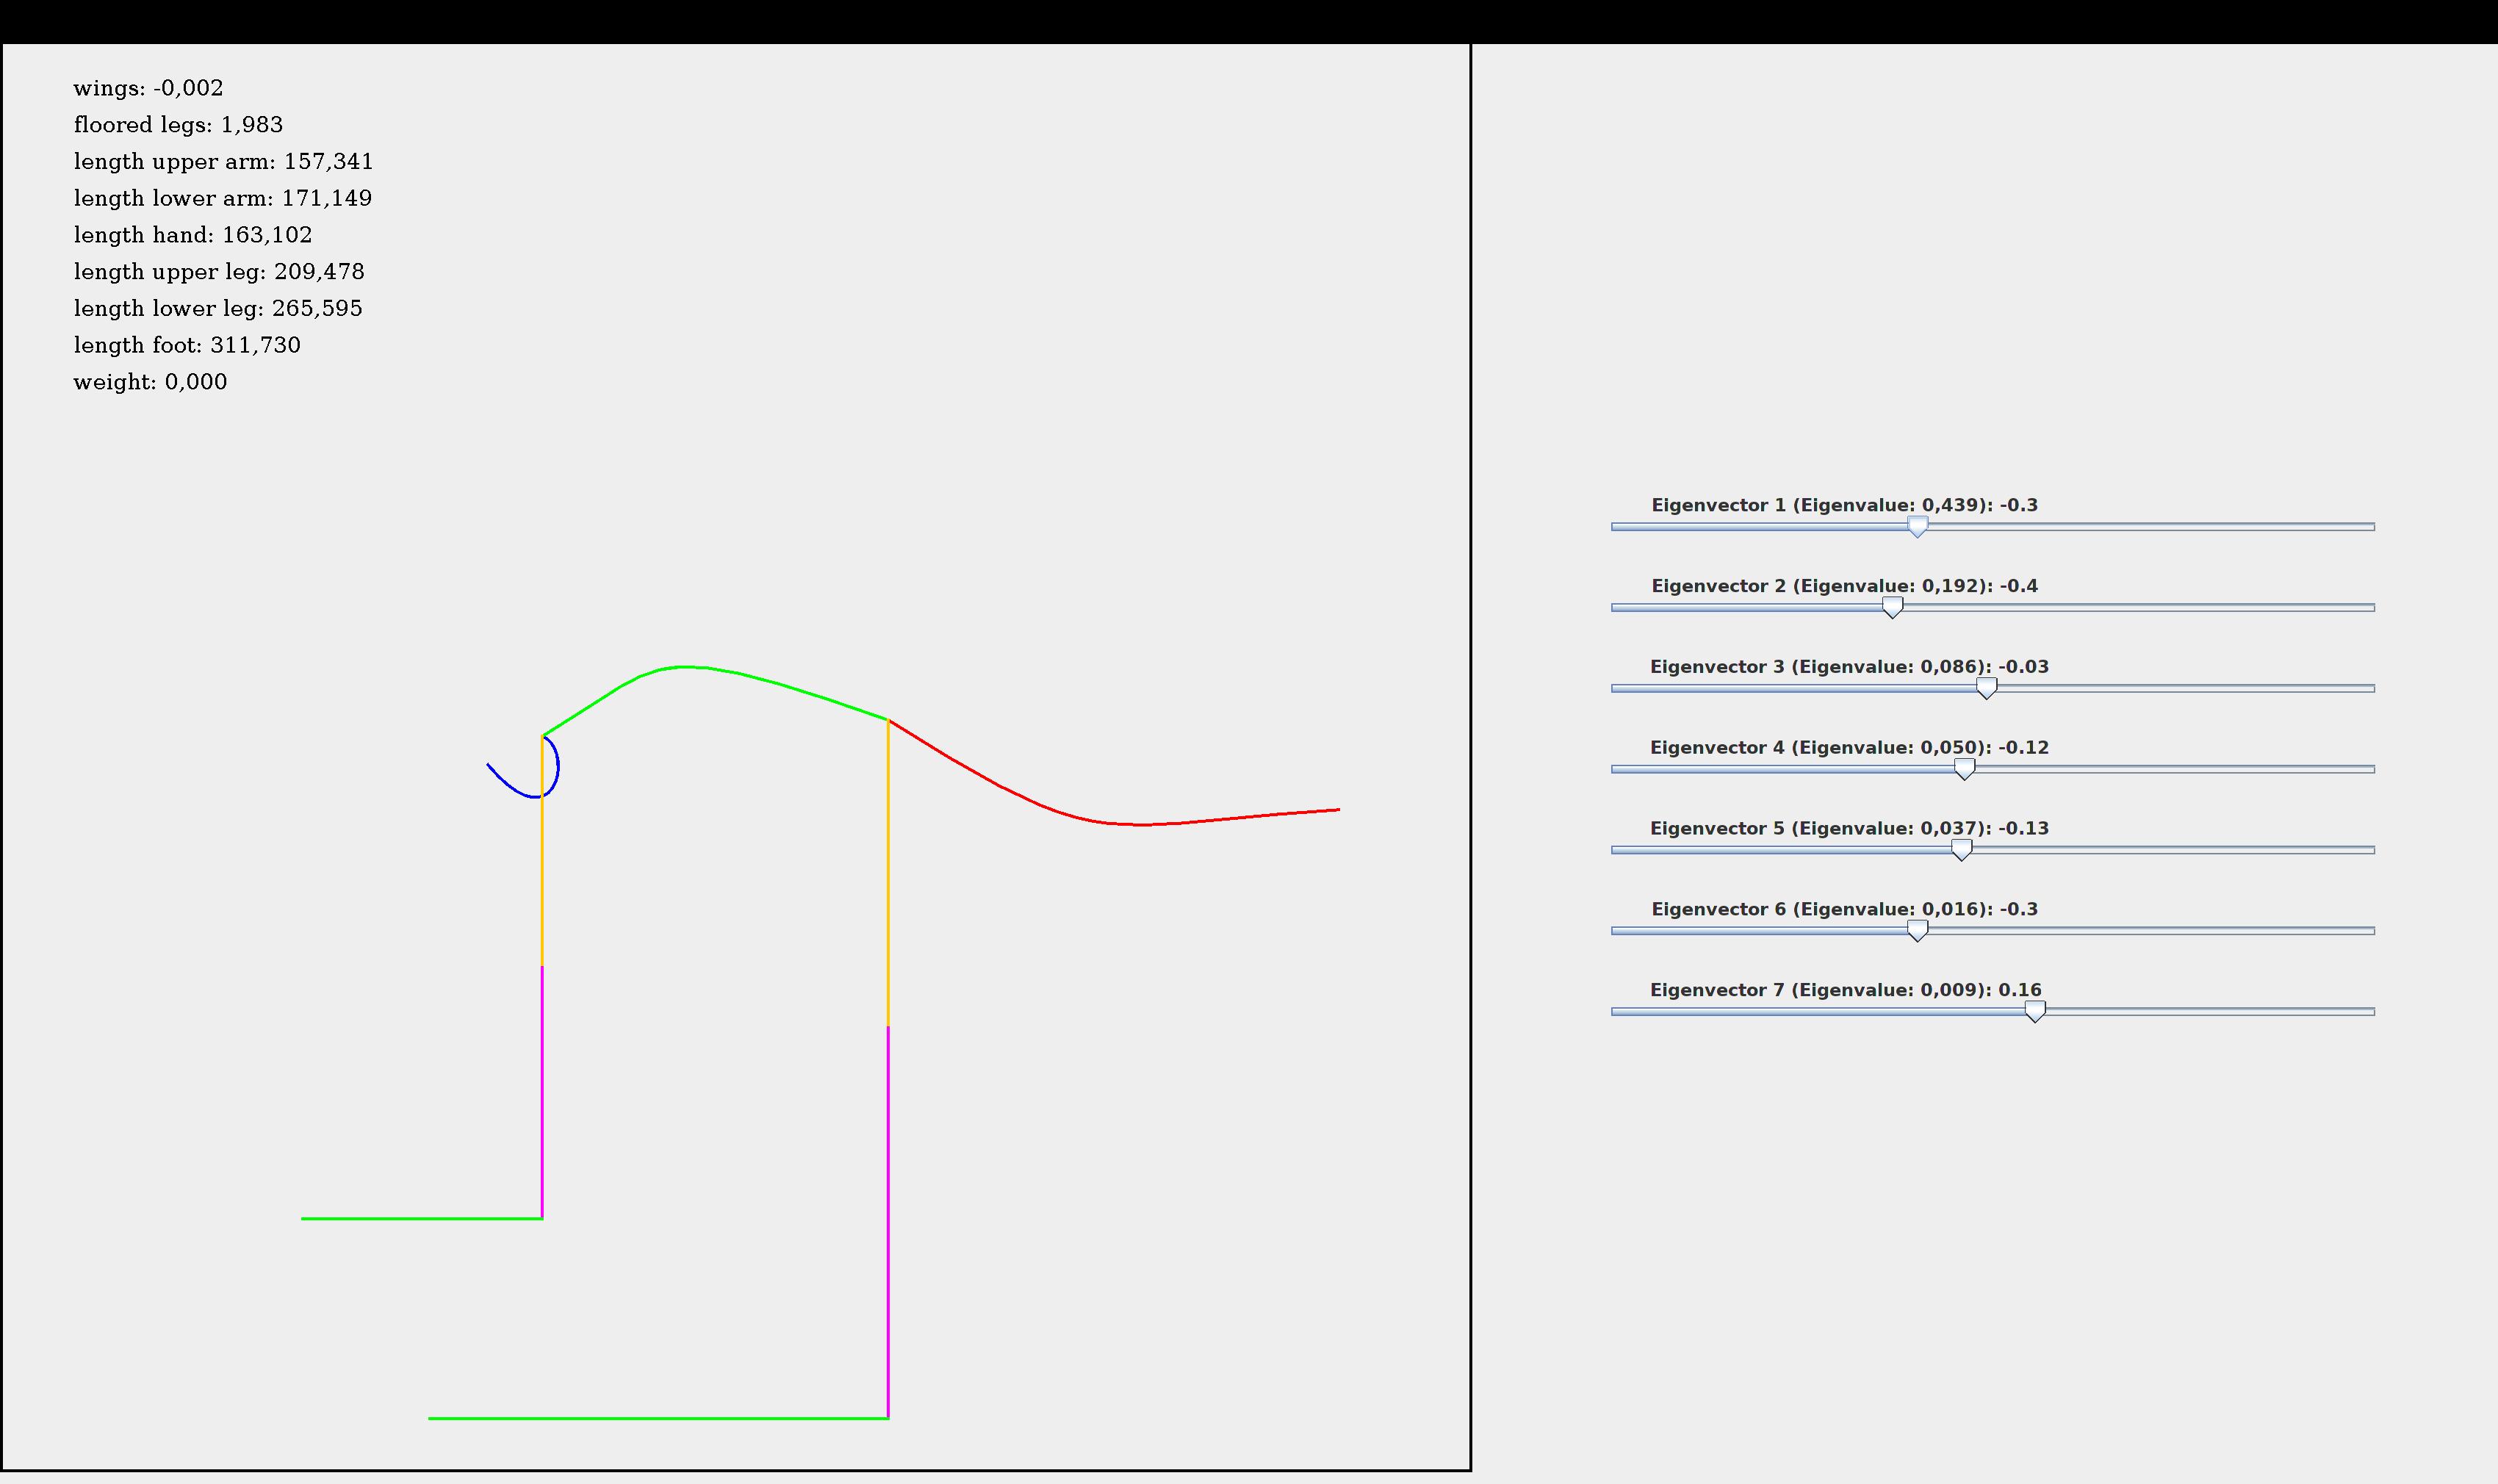 wings: -0,002
floored legs: 1,983
length upper arm: 157,341
length lower arm: 171,149
length hand: 163,102
length upper leg: 209,478
length lower leg: 265,595
length foot: 311,730
weight: 0,000
Eigenvector 1 (Eigenvalue: 0,439): -0.3
Eigenvector 2 (Eigenvalue: 0,192): -0.4
Eigenvector 3 (Eigenvalue: 0,086): -0.03
Eigenvector 4 (Eigenvalue: 0,050): -0.12
Eigenvector 5 (Eigenvalue: 0,037): -0.13
Eigenvector 6 (Eigenvalue: 0,016): -0.3
Eigenvector 7 (Eigenvalue: 0,009): 0.16